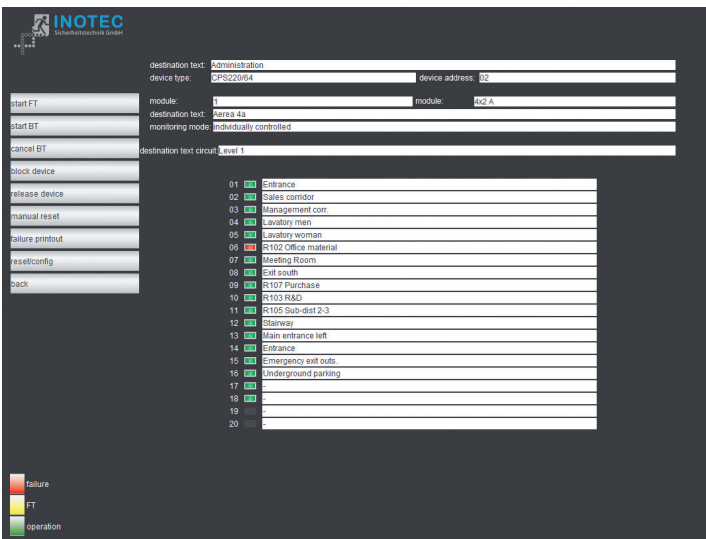 INOTEC
Sicherheitstechnik GmbH
destination text: Administration
device type: CPS220/64 device address: 02
start FT
module: 1 module: 4x2 A
destination text: Aerea 4a
start BT
monitoring mode: individually controlled
cancel BT
destination text circuit: Level 1
block device
release device
manual reset
failure printout
reset/config
back
01 Entrance
02 Sales corridor
03 Management corr.
04 Lavatory men
05 Lavatory woman
06 R102 Office material
07 Meeting Room
08 Exit south
09 R107 Purchase
10 R103 R&D
11 R105 Sub-dist 2-3
12 Stairway
13 Main entrance left
14 Entrance
15 Emergency exit outs.
16 Underground parking
17 -
18 -
19 -
20 -
failure
FT
operation